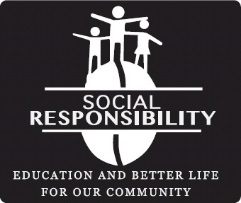 SOCIAL
RESPONSIBILITY
EDUCATION AND BETTER LIFE
FOR OUR COMMUNITY